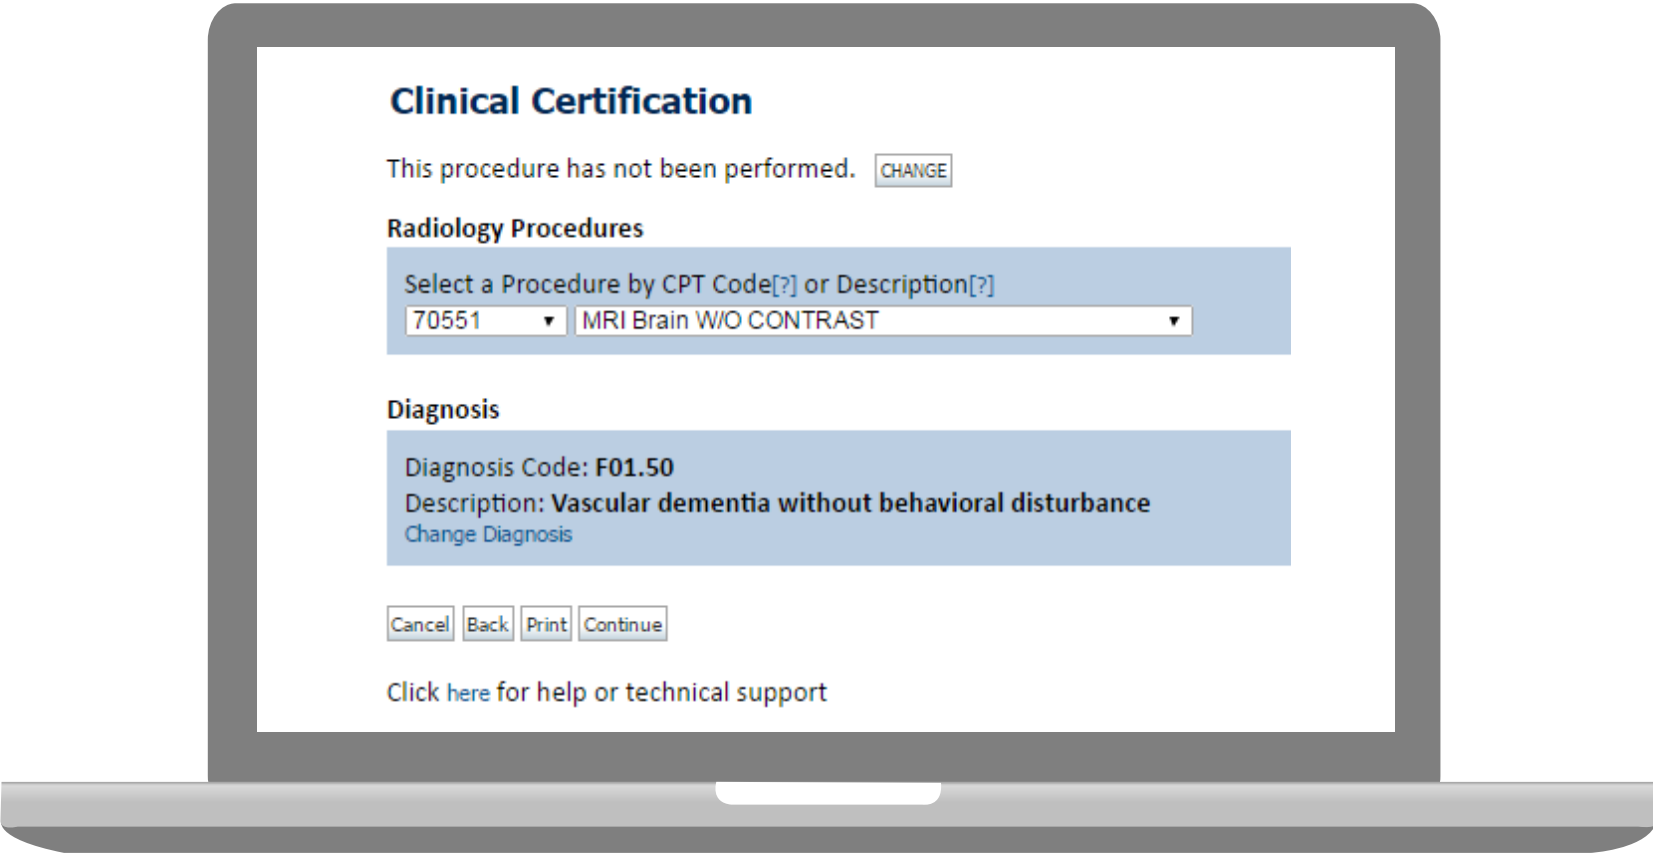 Clinical Certification
This procedure has not been performed. CHANGE
Radiology Procedures
Select a Procedure by CPT Code[?] or Description[?]
70551 MRI Brain W/O CONTRAST
Diagnosis
Diagnosis Code: F01.50
Description: Vascular dementia without behavioral disturbance
Change Diagnosis
Cancel Back Print Continue
Click here for help or technical support